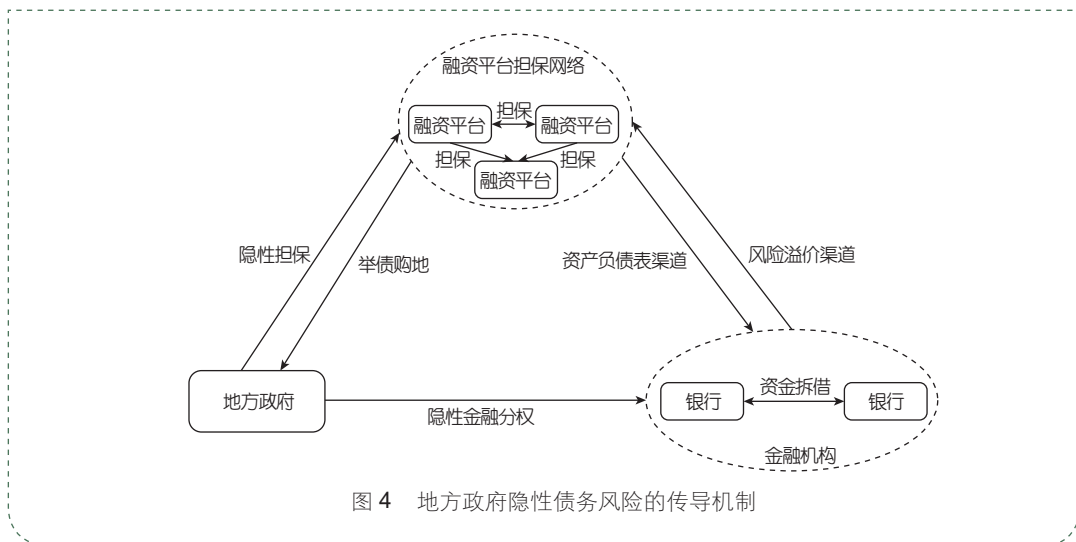 融资平台担保网络
担保
融资平台
融资平台
担保
担保
融资平台
隐性担保
举债购地
资产负债表渠道
风险溢价渠道
地方政府
隐性金融分权
银行
资金拆借
银行
金融机构
图 4 地方政府隐性债务风险的传导机制